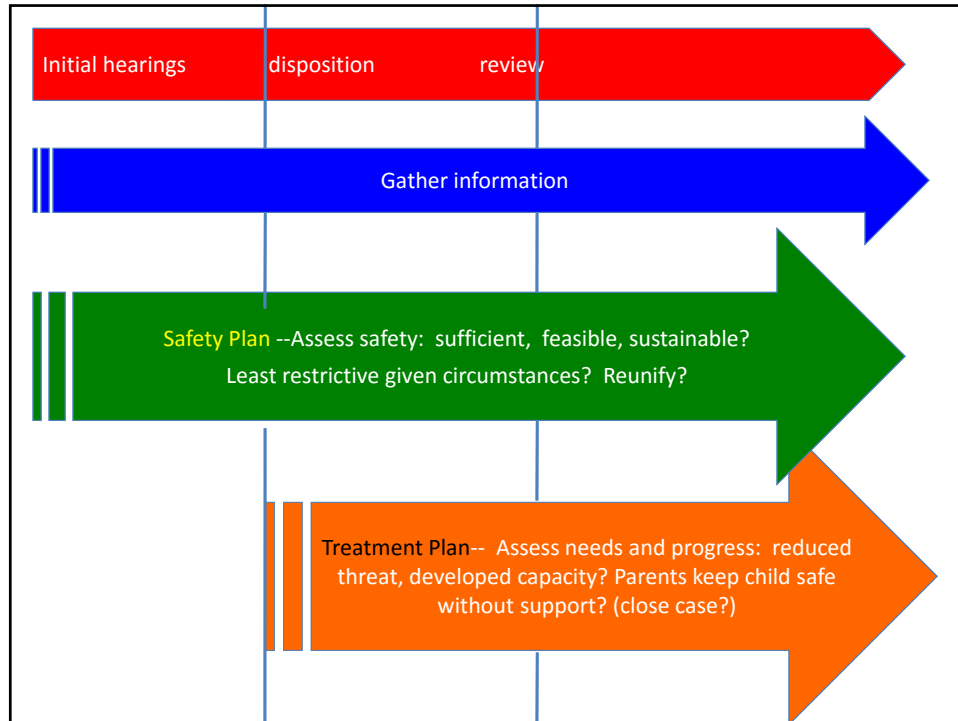 Initial hearings disposition review
Gather information
Safety Plan --Assess safety: sufficient, feasible, sustainable?
Least restrictive given circumstances? Reunify?
Treatment Plan-- Assess needs and progress: reduced
threat, developed capacity? Parents keep child safe
without support? (close case?)